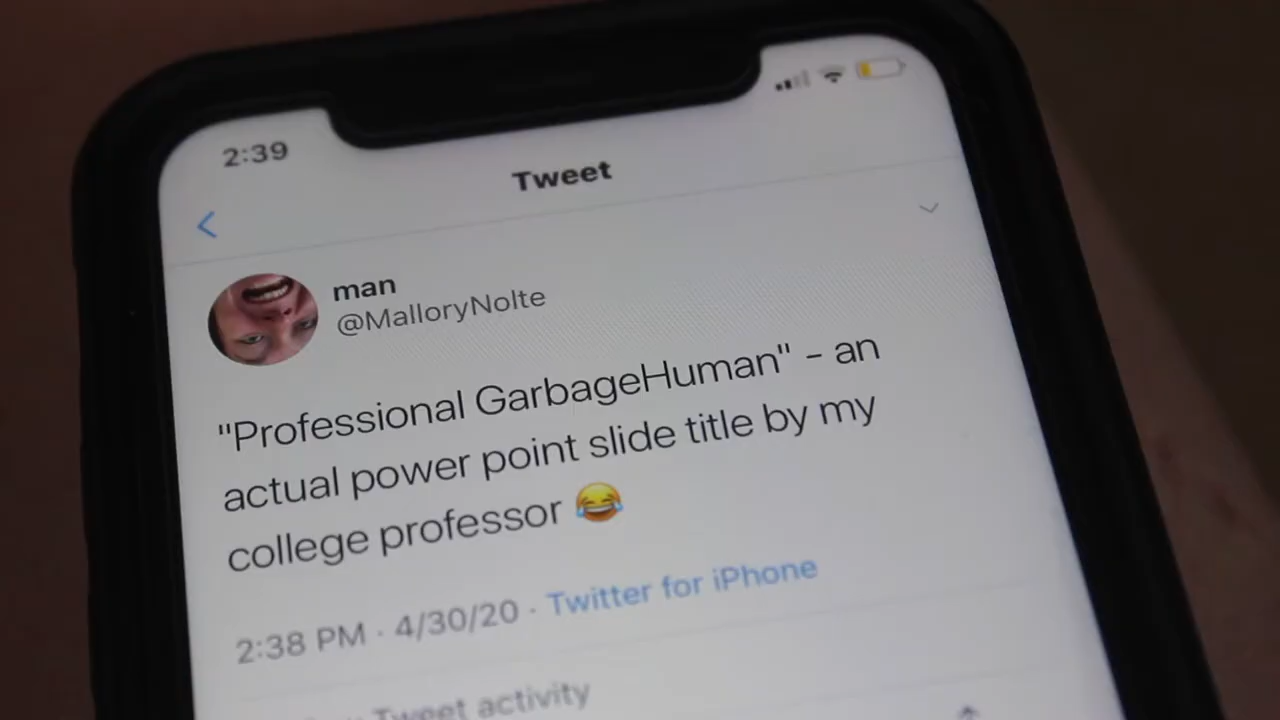 2:39
Tweet
man
@MalloryNolte
"Professional GarbageHuman" - an
actual power point slide title by my
college professor 😂
2:38 PM · 4/30/20 · Twitter for iPhone
Tweet activity